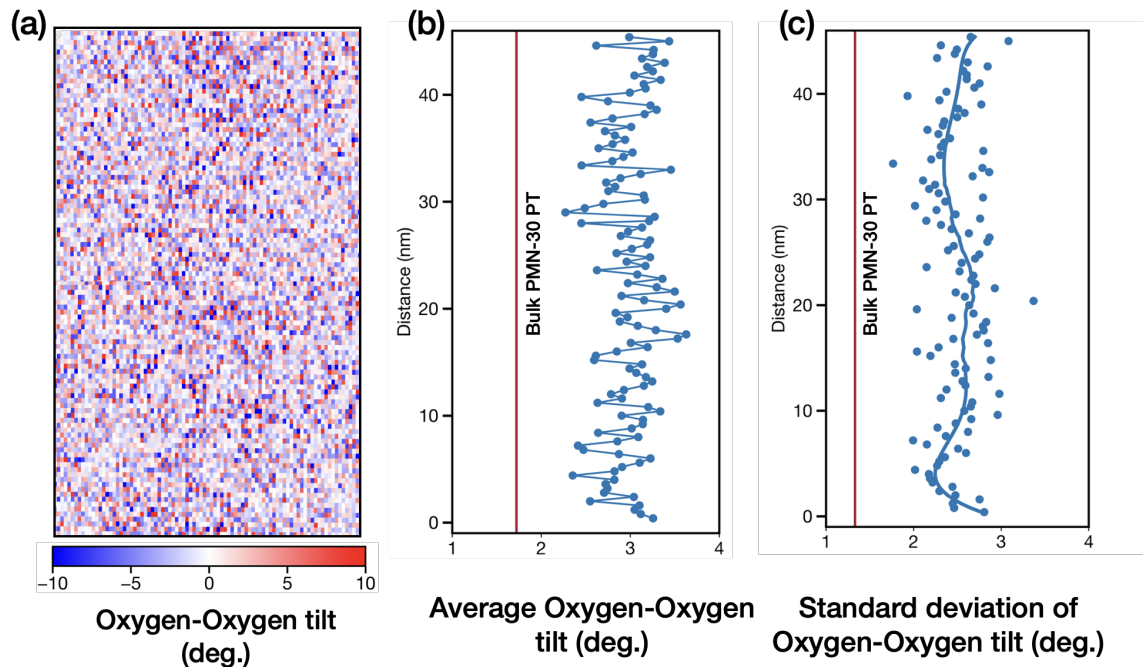 (a)
−10
−5
0
5
10
Oxygen-Oxygen tilt
(deg.)
(b)
Distance (nm)
40
30
20
10
0
Bulk PMN-30 PT
1
2
3
4
Average Oxygen-Oxygen
tilt (deg.)
(c)
Distance (nm)
40
30
20
10
0
Bulk PMN-30 PT
1
2
3
4
Standard deviation of
Oxygen-Oxygen tilt (deg.)